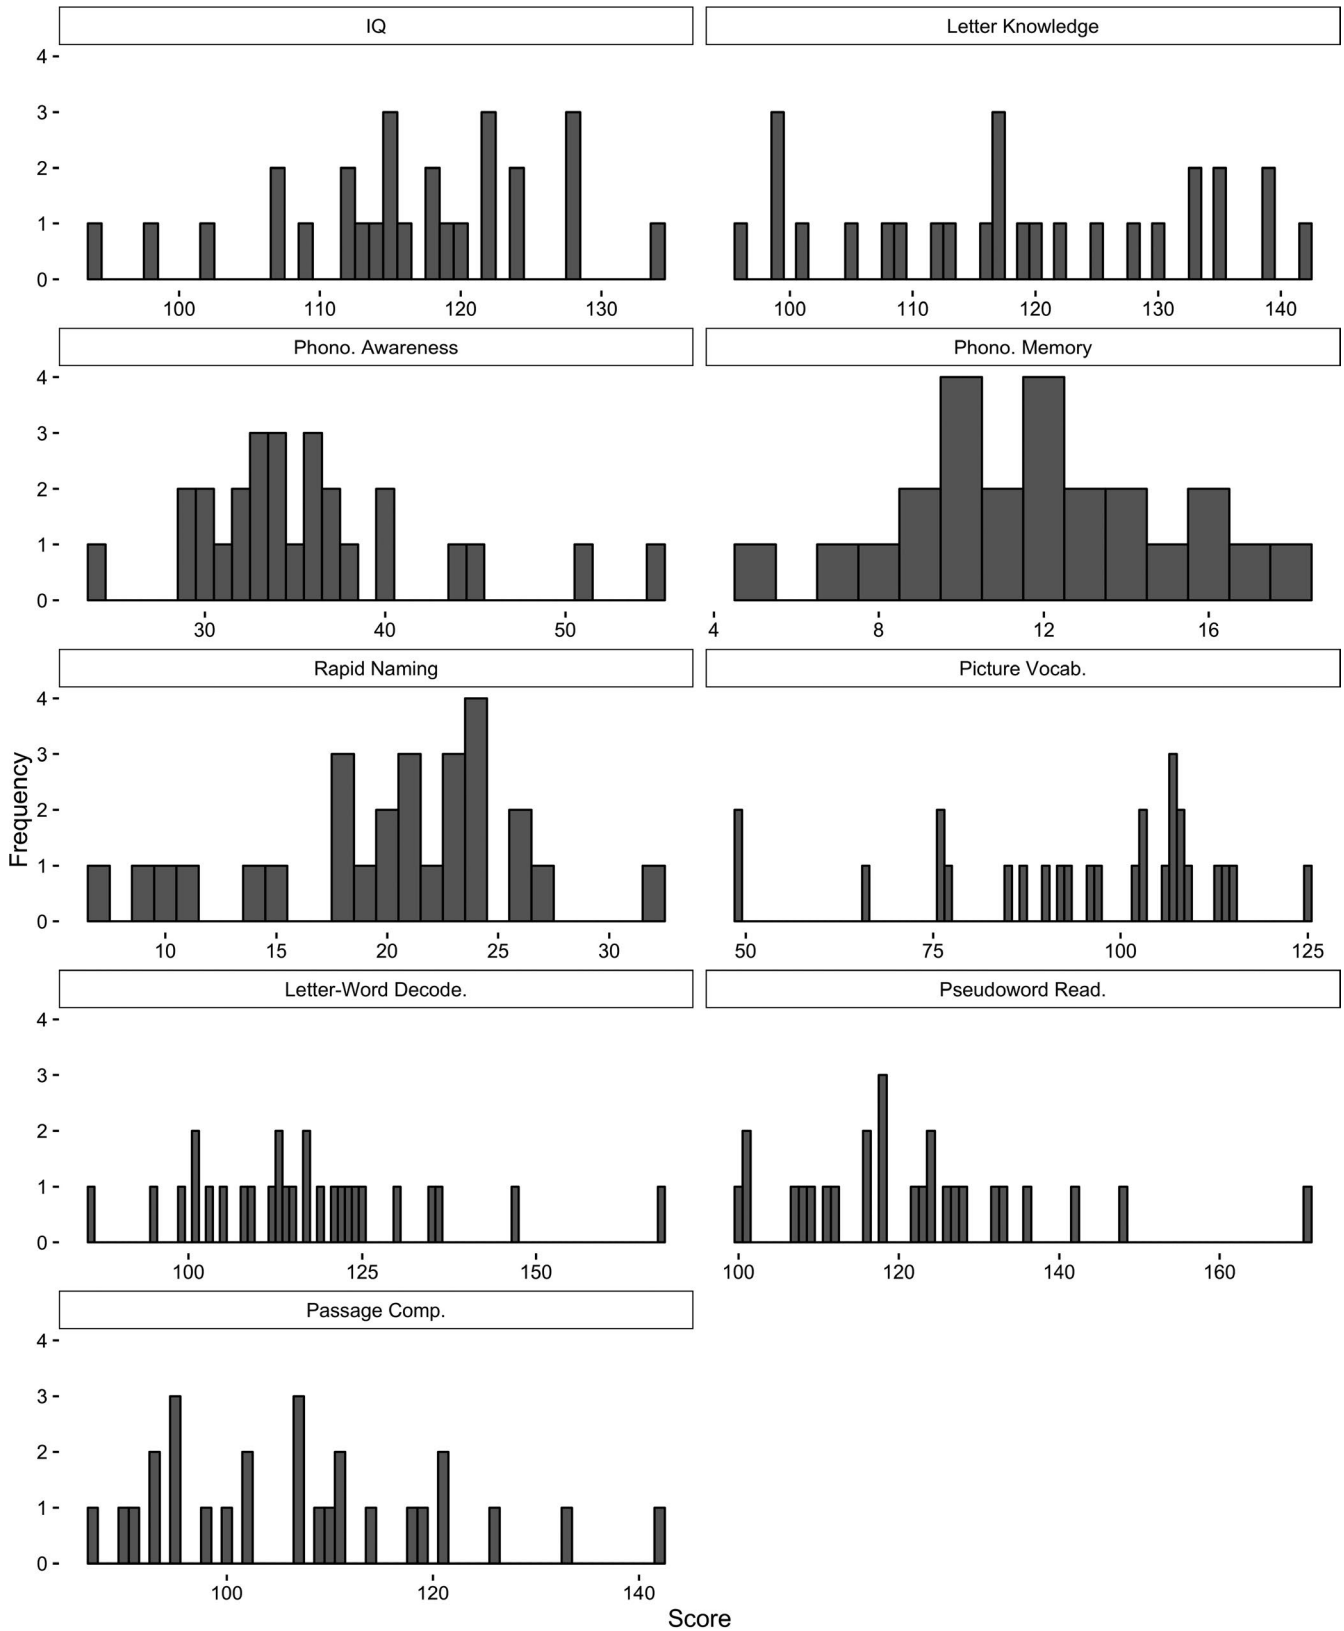 IQ
Letter Knowledge
4
3
2
1
0
100 110 120 130
100 110 120 130 140
Phono. Awareness
Phono. Memory
4
3
2
1
0
30 40 50
4 8 12 16
Rapid Naming
Picture Vocab.
Frequency
4
3
2
1
0
10 15 20 25 30
50 75 100 125
Letter-Word Decode.
Pseudoword Read.
4
3
2
1
0
100 125 150
100 120 140 160
Passage Comp.
4
3
2
1
0
100 120 140
Score